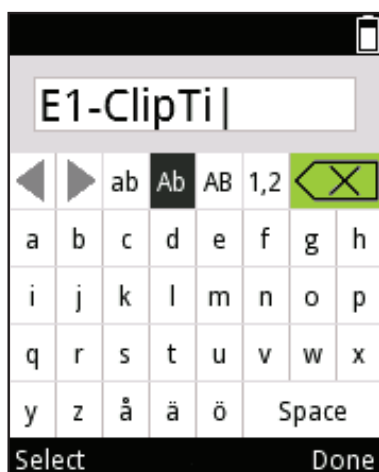 E1-ClipTi
ab Ab AB 1,2
a b c d e f g h
i j k l m n o p
q r s t u v w x
y z å ä ö Space
Select Done